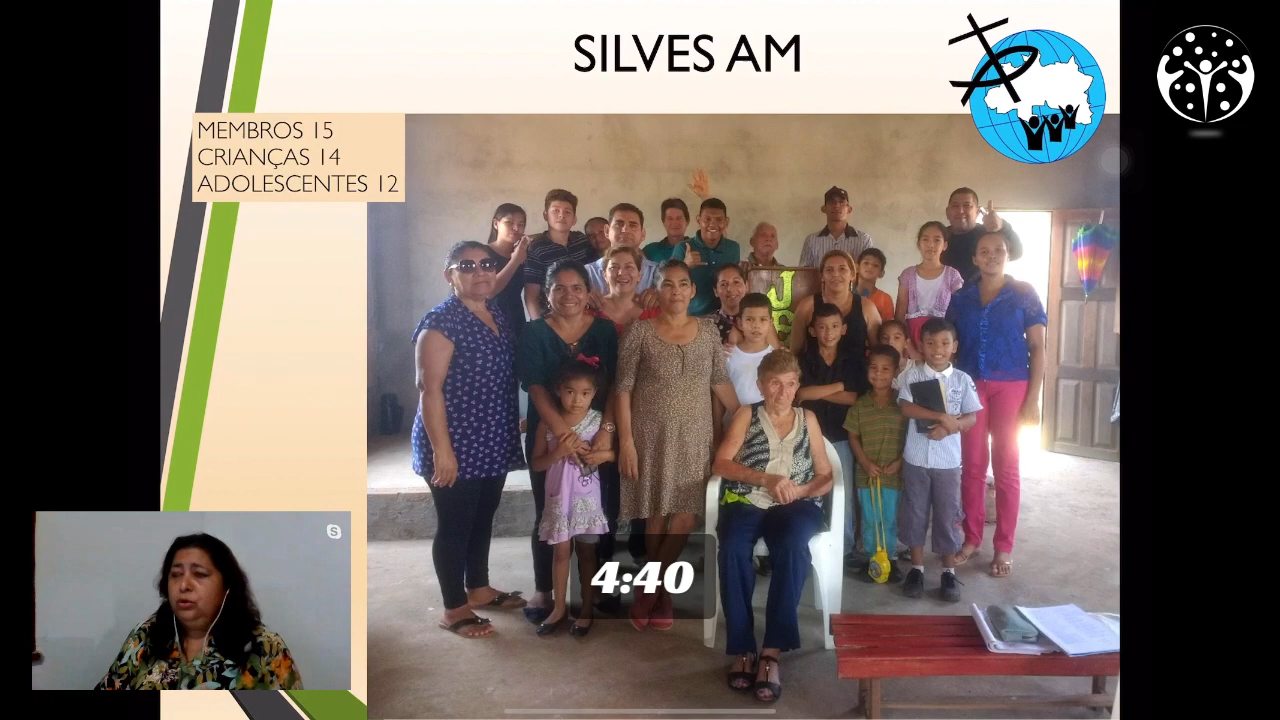 SILVES AM
MEMBROS 15
CRIANÇAS 14
ADOLESCENTES 12
4:40